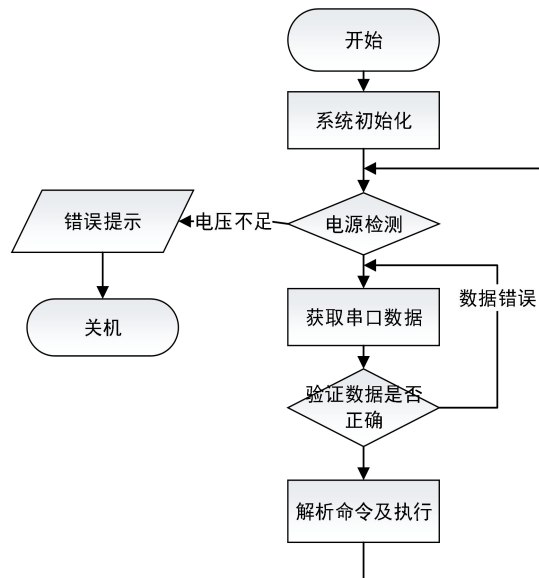 开始
系统初始化
电源检测
电压不足
错误提示
关机
获取串口数据
数据错误
验证数据是否
正确
解析命令及执行